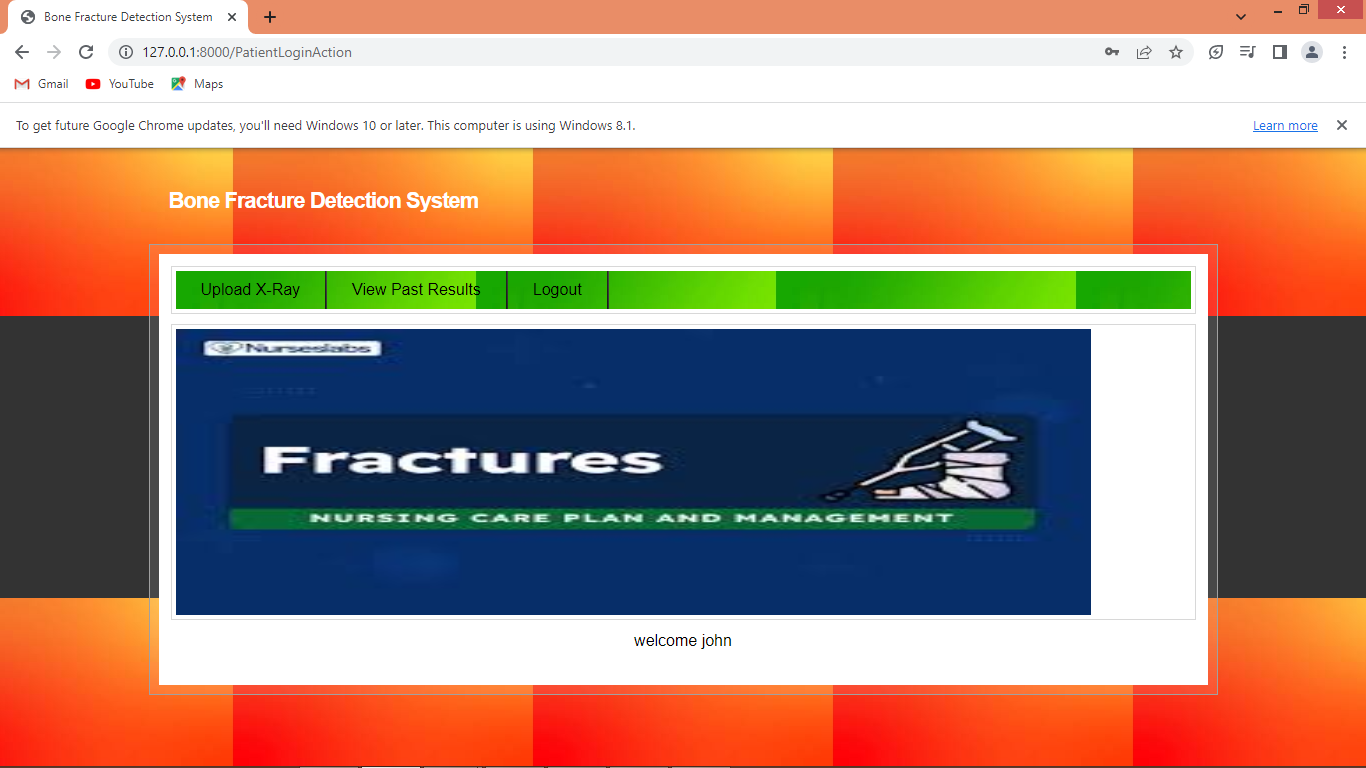 Bone Fracture Detection System
127.0.0.1:8000/PatientLoginAction
Gmail YouTube Maps
To get future Google Chrome updates, you'll need Windows 10 or later. This computer is using Windows 8.1. Learn more
Bone Fracture Detection System
Upload X-Ray View Past Results Logout
Nurseslabs
Fractures
NURSING CARE PLAN AND MANAGEMENT
welcome john